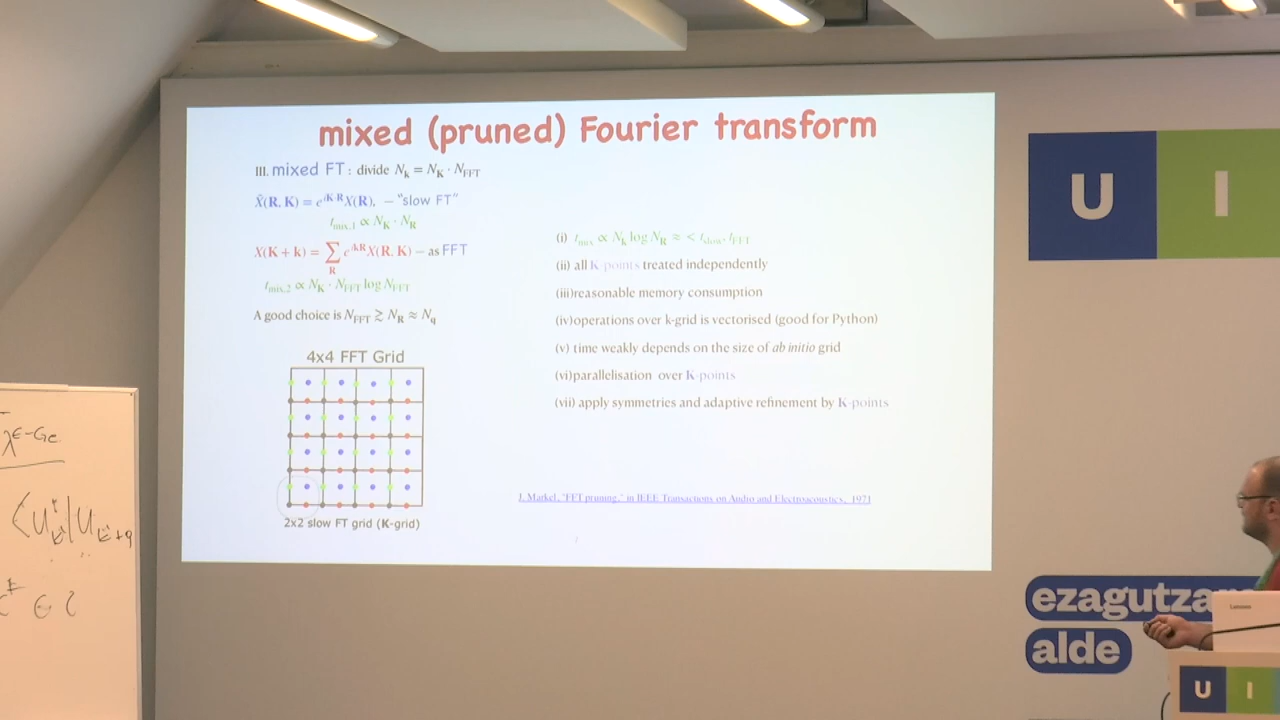 mixed (pruned) Fourier transform
III. mixed FT : divide N_k = N_K · N_FFT
X̃(R, K) = e^{iK·R}X(R), – "slow FT"
t_mix,1 ∝ N_K · N_R
X(K + k) = ∑_R e^{ikR}X(R, K) – as FFT
t_mix,2 ∝ N_K · N_FFT log N_FFT
A good choice is N_FFT ≳ N_R ≈ N_q
4x4 FFT Grid
2x2 slow FT grid (K-grid)
(i) t_mix ∝ N_k log N_R ≈ < t_slow, t_FFT
(ii) all K-points treated independently
(iii)reasonable memory consumption
(iv)operations over k-grid is vectorised (good for Python)
(v) time weakly depends on the size of ab initio grid
(vi)parallelisation over K-points
(vii) apply symmetries and adaptive refinement by K-points
J. Markel, "FFT pruning," in IEEE Transactions on Audio and Electroacoustics, 1971
U I
ezagutza
alde
Lenovo
U I